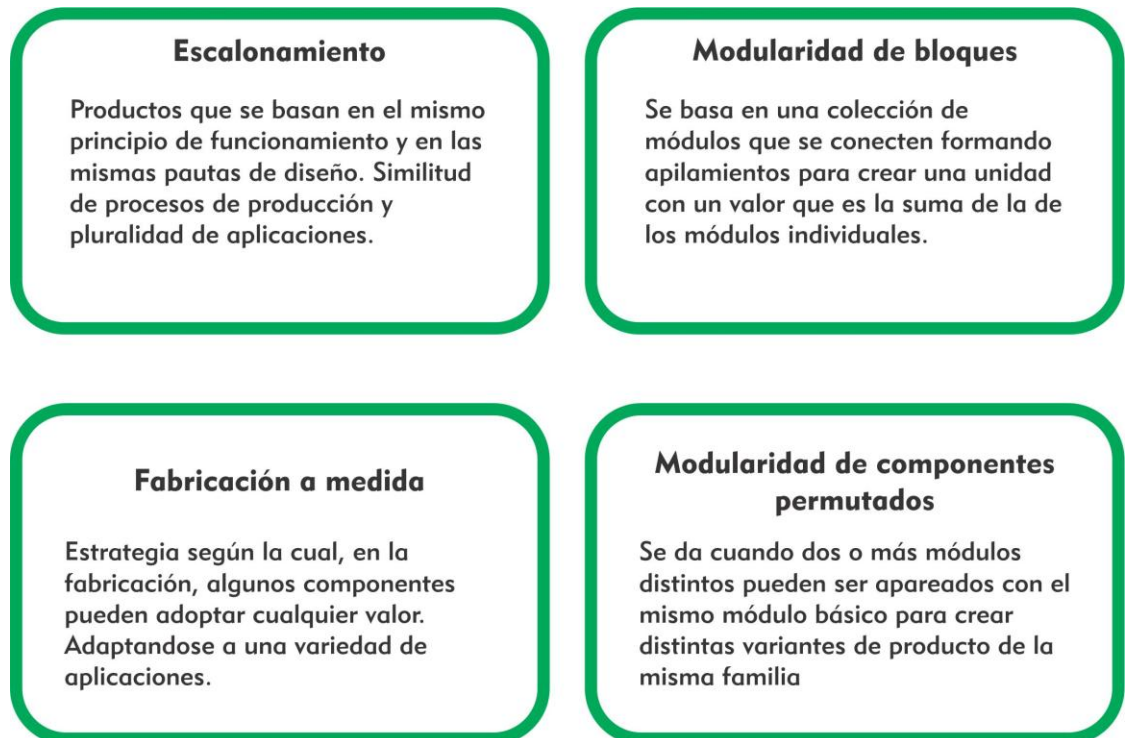 Escalonamiento
Productos que se basan en el mismo
principio de funcionamiento y en las
mismas pautas de diseño. Similitud
de procesos de producción y
pluralidad de aplicaciones.
Modularidad de bloques
Se basa en una colección de
módulos que se conecten formando
apilamientos para crear una unidad
con un valor que es la suma de la de
los módulos individuales.
Fabricación a medida
Estrategia según la cual, en la
fabricación, algunos componentes
pueden adoptar cualquier valor.
Adaptandose a una variedad de
aplicaciones.
Modularidad de componentes
permutados
Se da cuando dos o más módulos
distintos pueden ser apareados con el
mismo módulo básico para crear
distintas variantes de producto de la
misma familia